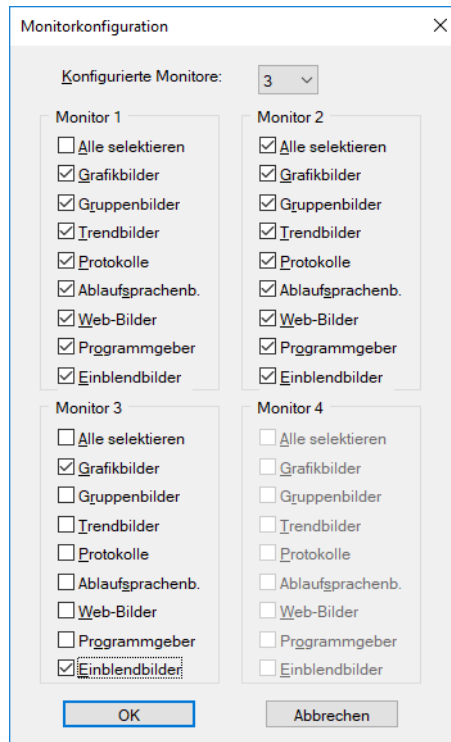 Monitorkonfiguration
Konfigurierte Monitore: 3
Monitor 1
Alle selektieren
Grafikbilder
Gruppenbilder
Trendbilder
Protokolle
Ablaufsprachenb.
Web-Bilder
Programmgeber
Einblendbilder
Monitor 2
Alle selektieren
Grafikbilder
Gruppenbilder
Trendbilder
Protokolle
Ablaufsprachenb.
Web-Bilder
Programmgeber
Einblendbilder
Monitor 3
Alle selektieren
Grafikbilder
Gruppenbilder
Trendbilder
Protokolle
Ablaufsprachenb.
Web-Bilder
Programmgeber
Einblendbilder
Monitor 4
Alle selektieren
Grafikbilder
Gruppenbilder
Trendbilder
Protokolle
Ablaufsprachenb.
Web-Bilder
Programmgeber
Einblendbilder
OK
Abbrechen